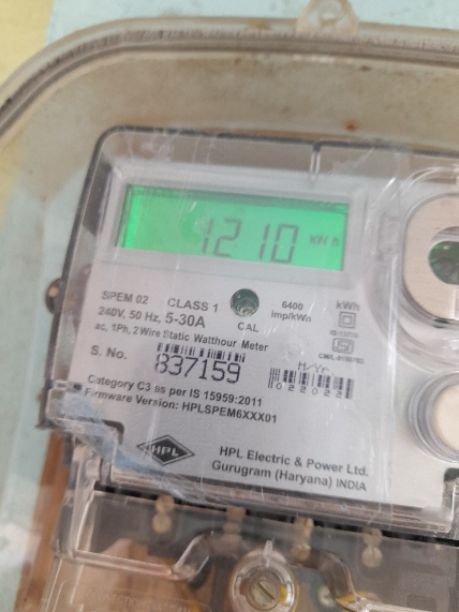 1210 KW h
SPEM 02 CLASS 1 6400 kWh
240V, 50 Hz, 5-30A CAL imp/kWh
ac, 1Ph, 2 Wire Static Watthour Meter
S. No. 837159 M/Yr
Category C3 as per IS 15959:2011
Firmware Version: HPLSPEM6XXX01
HPL HPL Electric & Power Ltd.
Gurugram (Haryana) INDIA